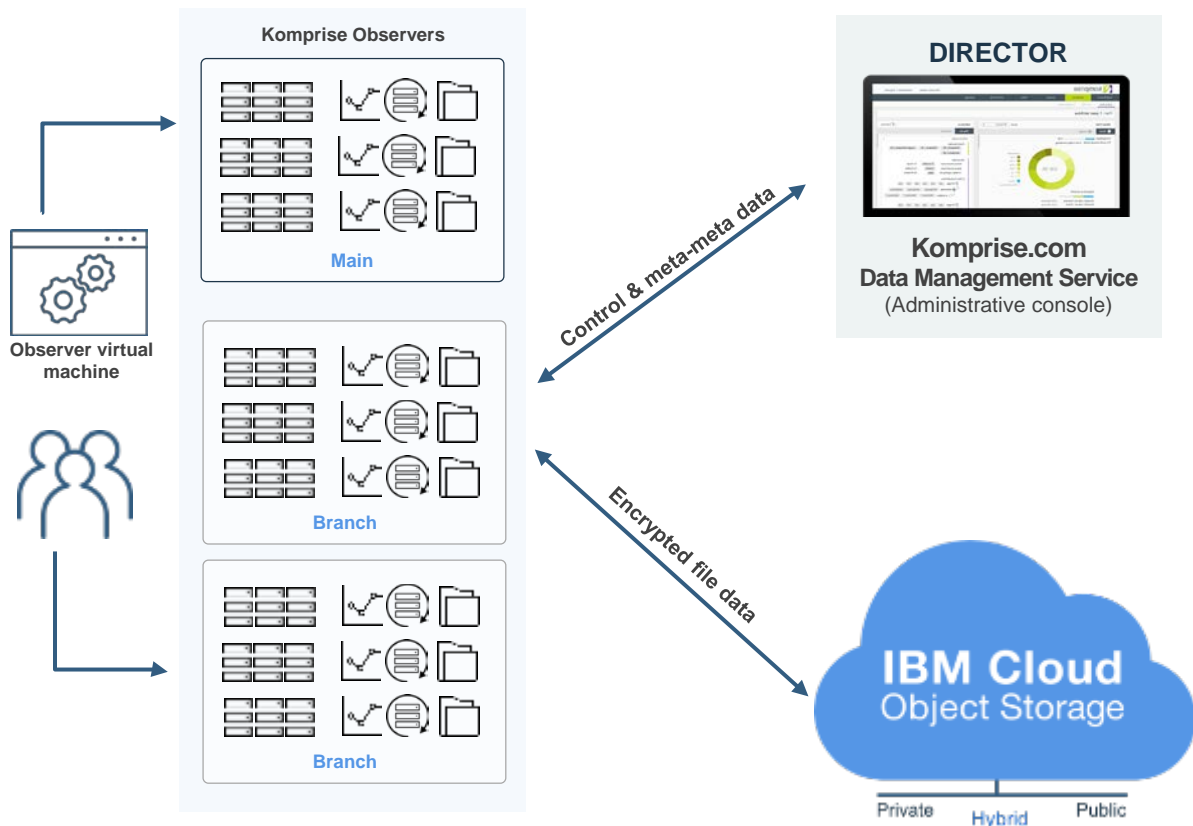 Komprise Observers
Main
Observer virtual
machine
Branch
Branch
Control & meta-meta data
Encrypted file data
DIRECTOR
Komprise.com
Data Management Service
(Administrative console)
IBM Cloud
Object Storage
Private
Hybrid
Public